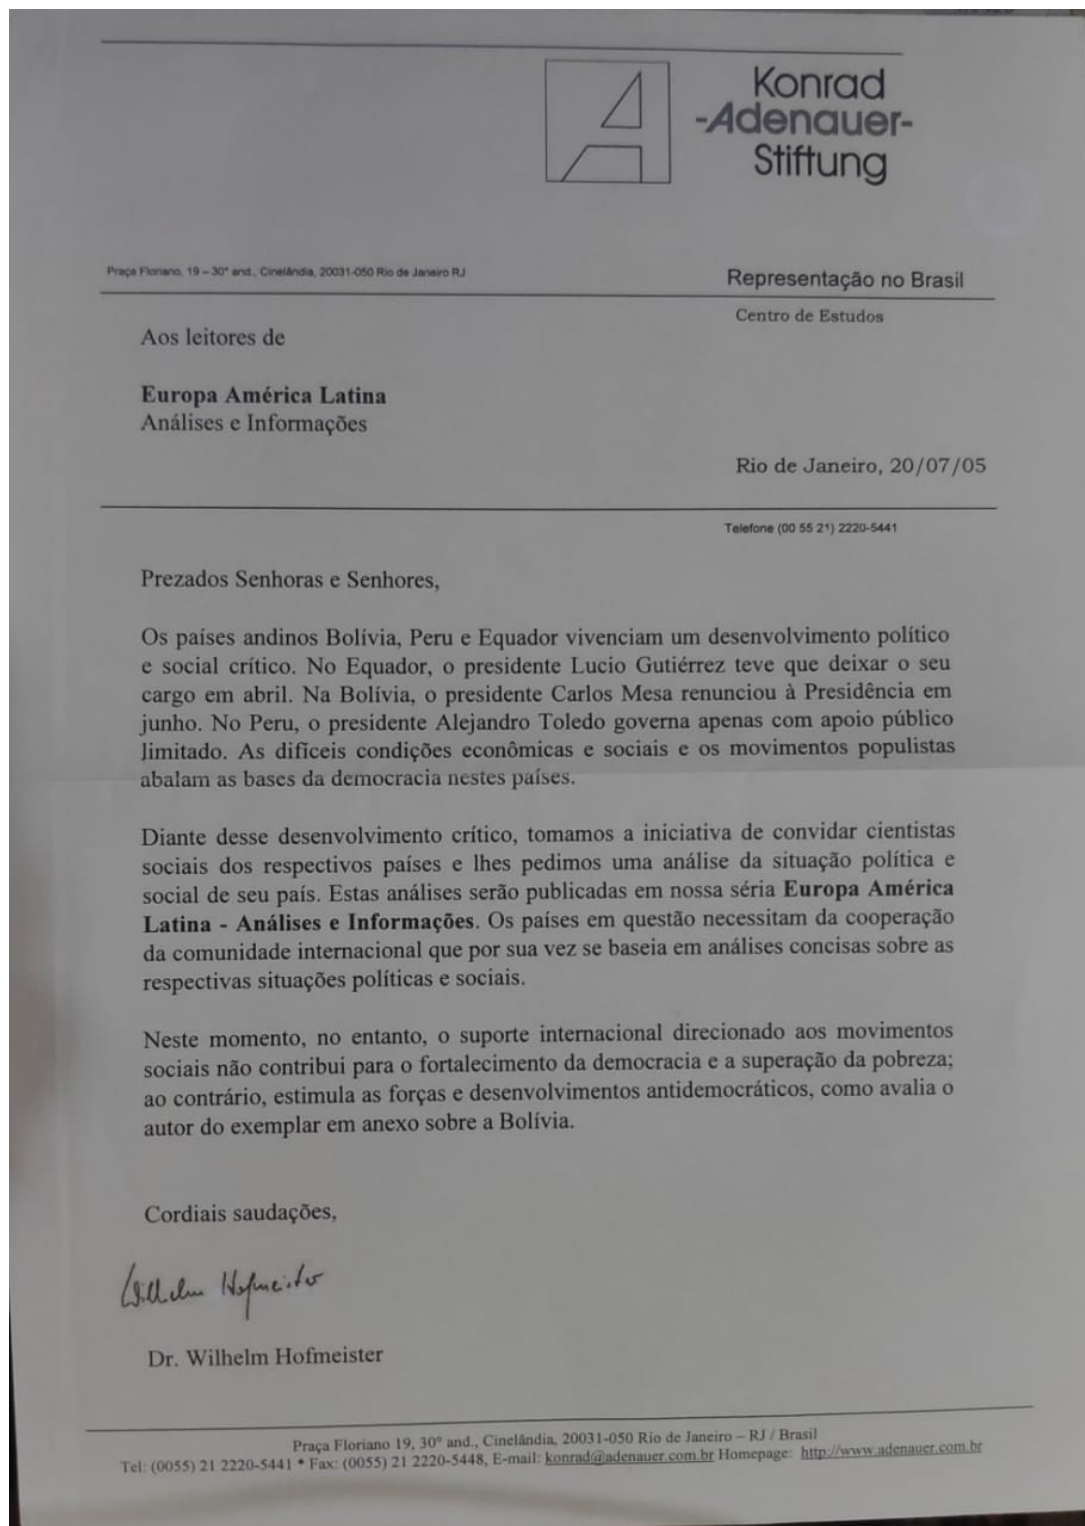 Konrad
-Adenauer-
Stiftung
Praça Floriano, 19 – 30° and., Cinelândia, 20031-050 Rio de Janeiro RJ
Representação no Brasil
Centro de Estudos
Aos leitores de
Europa América Latina
Análises e Informações
Rio de Janeiro, 20/07/05
Telefone (00 55 21) 2220-5441
Prezados Senhoras e Senhores,
Os países andinos Bolívia, Peru e Equador vivenciam um desenvolvimento político
e social crítico. No Equador, o presidente Lucio Gutiérrez teve que deixar o seu
cargo em abril. Na Bolívia, o presidente Carlos Mesa renunciou à Presidência em
junho. No Peru, o presidente Alejandro Toledo governa apenas com apoio público
limitado. As difíceis condições econômicas e sociais e os movimentos populistas
abalam as bases da democracia nestes países.
Diante desse desenvolvimento crítico, tomamos a iniciativa de convidar cientistas
sociais dos respectivos países e lhes pedimos uma análise da situação política e
social de seu país. Estas análises serão publicadas em nossa séria Europa América
Latina - Análises e Informações. Os países em questão necessitam da cooperação
da comunidade internacional que por sua vez se baseia em análises concisas sobre as
respectivas situações políticas e sociais.
Neste momento, no entanto, o suporte internacional direcionado aos movimentos
sociais não contribui para o fortalecimento da democracia e a superação da pobreza;
ao contrário, estimula as forças e desenvolvimentos antidemocráticos, como avalia o
autor do exemplar em anexo sobre a Bolívia.
Cordiais saudações,
Wilhelm Hofmeister
Dr. Wilhelm Hofmeister
Praça Floriano 19, 30° and., Cinelândia, 20031-050 Rio de Janeiro – RJ / Brasil
Tel: (0055) 21 2220-5441 * Fax: (0055) 21 2220-5448, E-mail: konrad@adenauer.com.br Homepage: http://www.adenauer.com.br